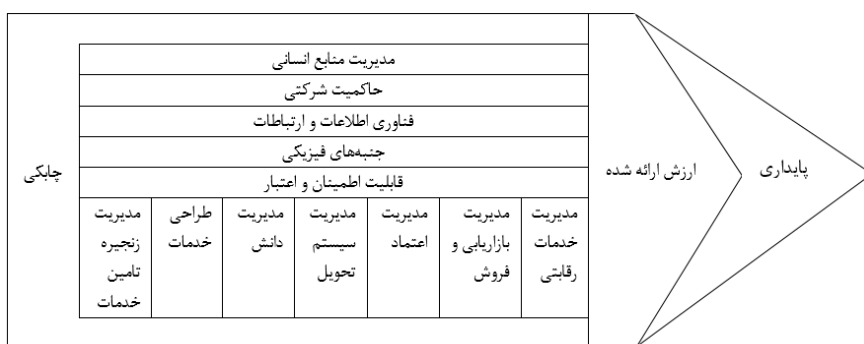 مدیریت منابع انسانی
حاکمیت شرکتی
فناوری اطلاعات و ارتباطات
جنبه‌های فیزیکی
قابلیت اطمینان و اعتبار
چابکی
ارزش ارائه شده
پایداری
مدیریت
خدمات
رقابتی
مدیریت
بازاریابی و
فروش
مدیریت
اعتماد
مدیریت
سیستم
تحویل
مدیریت
دانش
طراحی
خدمات
مدیریت
زنجیره
تامین
خدمات